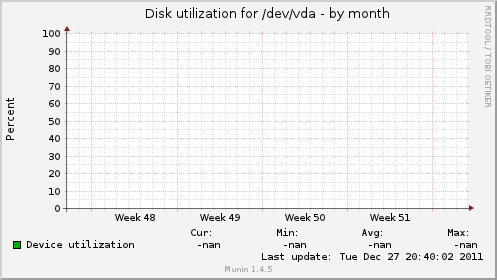 Disk utilization for /dev/vda - by month
RRDTOOL / TOBI OETIKER
Percent
100
90
80
70
60
50
40
30
20
10
0
Week 48 Week 49 Week 50 Week 51
Cur: Min: Avg: Max:
Device utilization -nan -nan -nan -nan
Last update: Tue Dec 27 20:40:02 2011
Munin 1.4.5